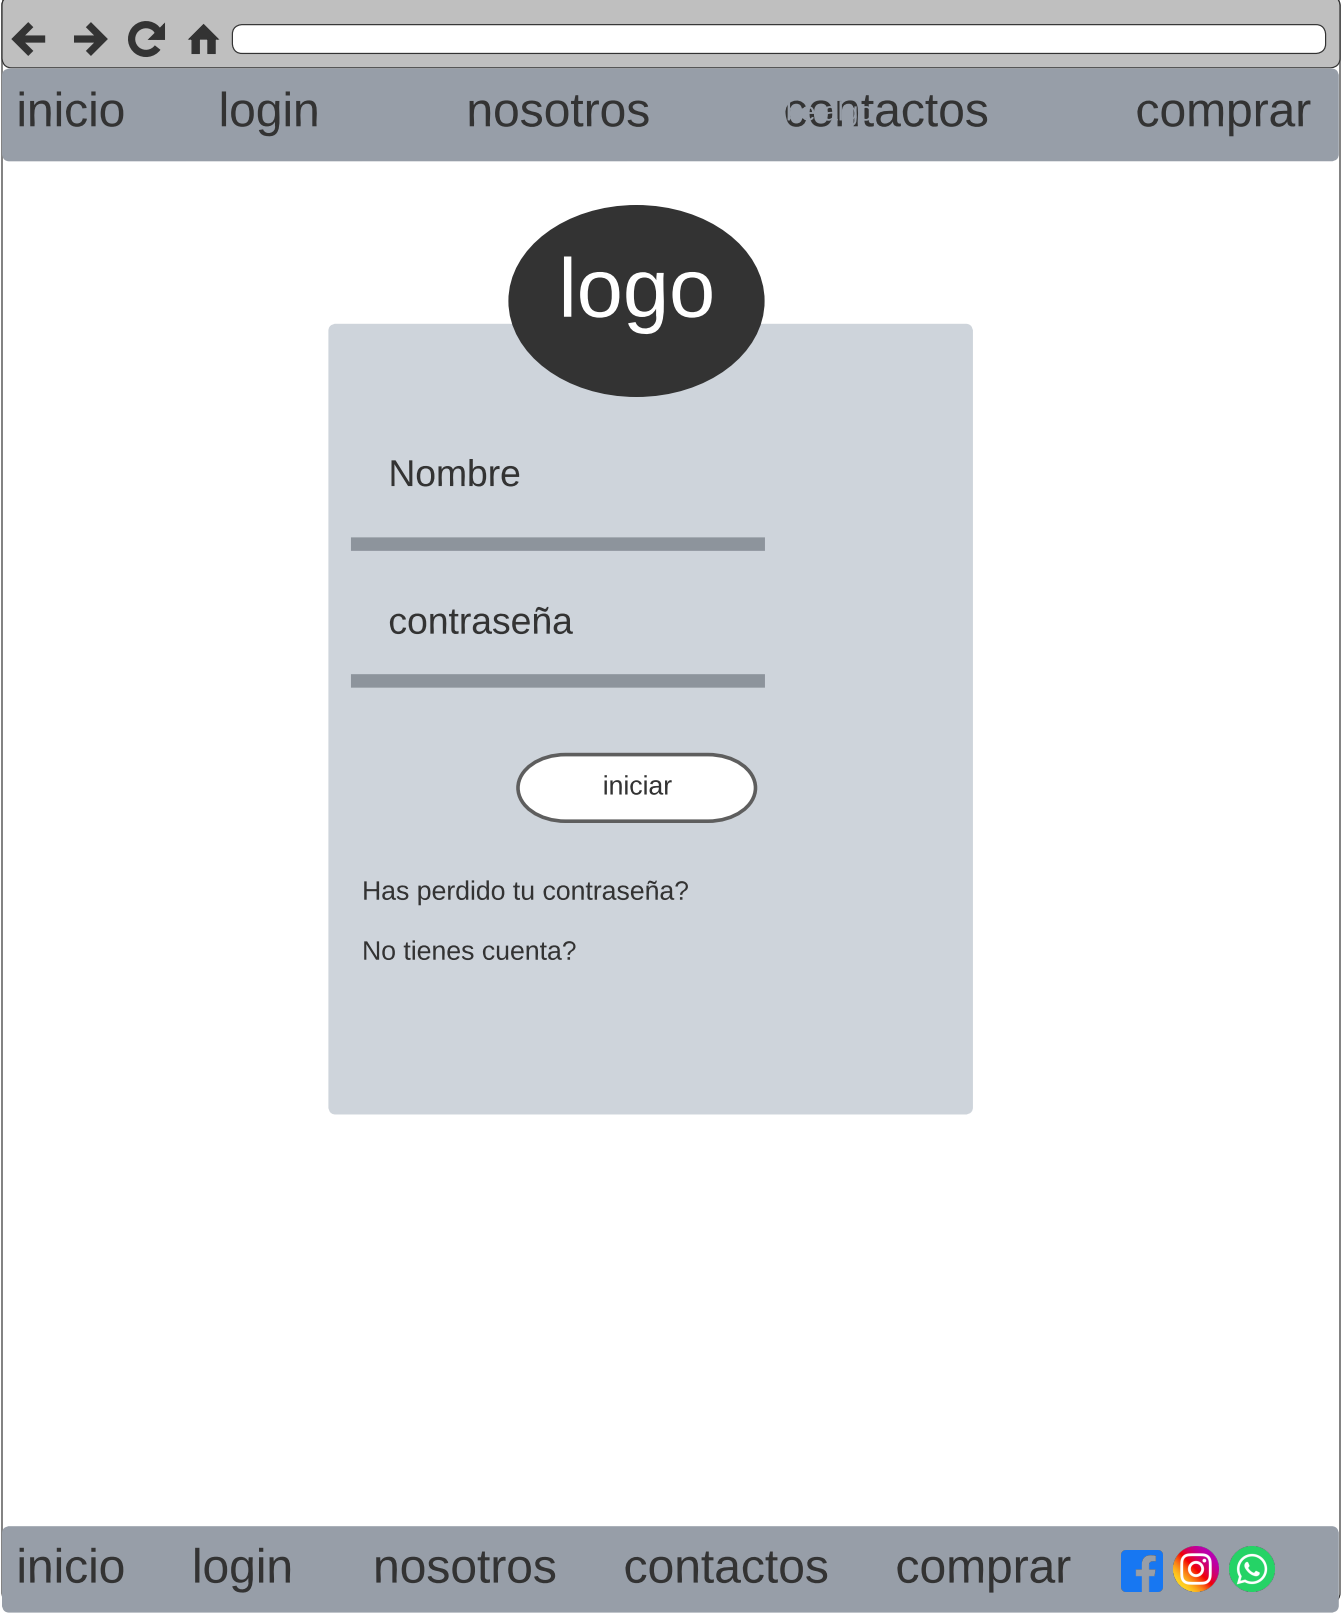 inicio login nosotros contactos comprar
logo
Nombre
contraseña
iniciar
Has perdido tu contraseña?
No tienes cuenta?
inicio login nosotros contactos comprar